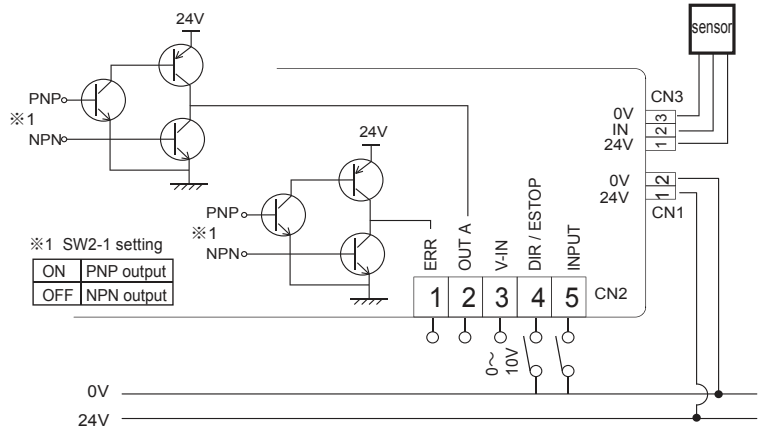 24V
sensor
PNP
※1
NPN
CN3
0V 3
IN 2
24V 1
24V
0V 2
24V 1
CN1
PNP
※1
NPN
※1 SW2-1 setting
ON PNP output
OFF NPN output
ERR
OUT A
V-IN
DIR / ESTOP
INPUT
1 2 3 4 5 CN2
0～
10V
0V
24V